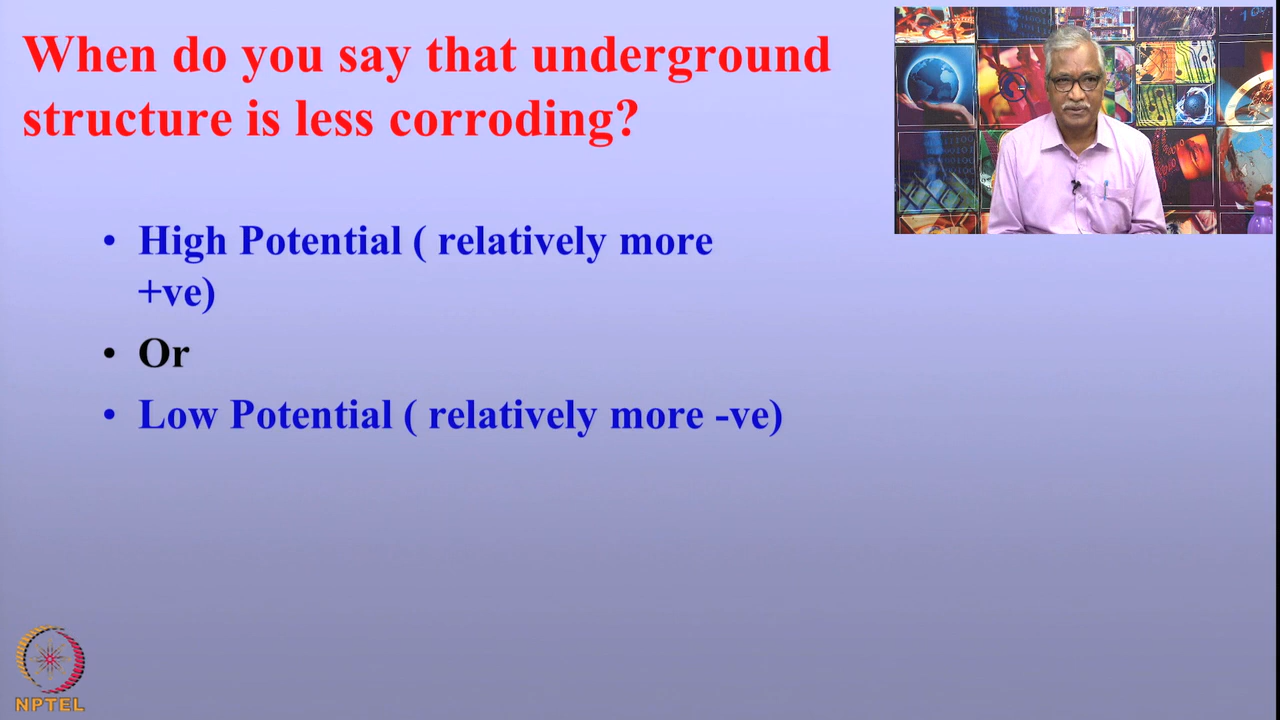 When do you say that underground
structure is less corroding?
• High Potential ( relatively more
+ve)
• Or
• Low Potential ( relatively more -ve)
NPTEL